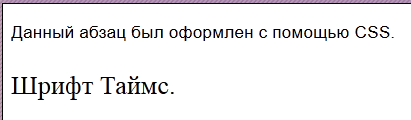 Данный абзац был оформлен с помощью CSS.
Шрифт Таймс.